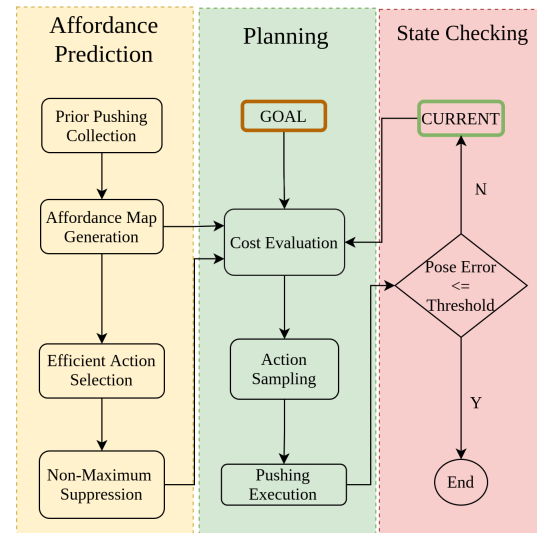 Affordance
Prediction
Prior Pushing
Collection
Affordance Map
Generation
Efficient Action
Selection
Non-Maximum
Suppression
Planning
GOAL
Cost Evaluation
Action
Sampling
Pushing
Execution
State Checking
CURRENT
N
Pose Error
<=
Threshold
Y
End